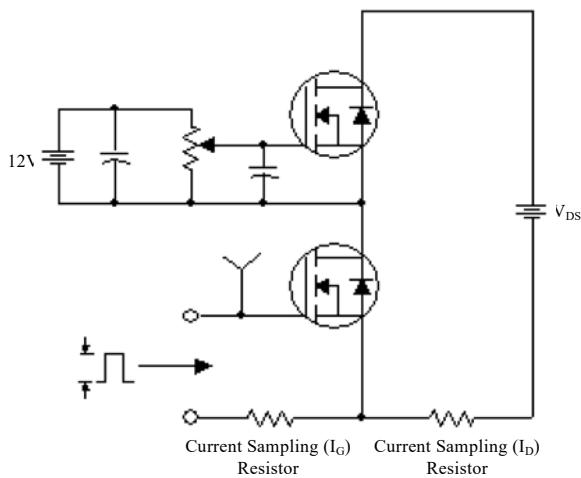 12V
VDS
Current Sampling (IG) Current Sampling (ID)
Resistor Resistor